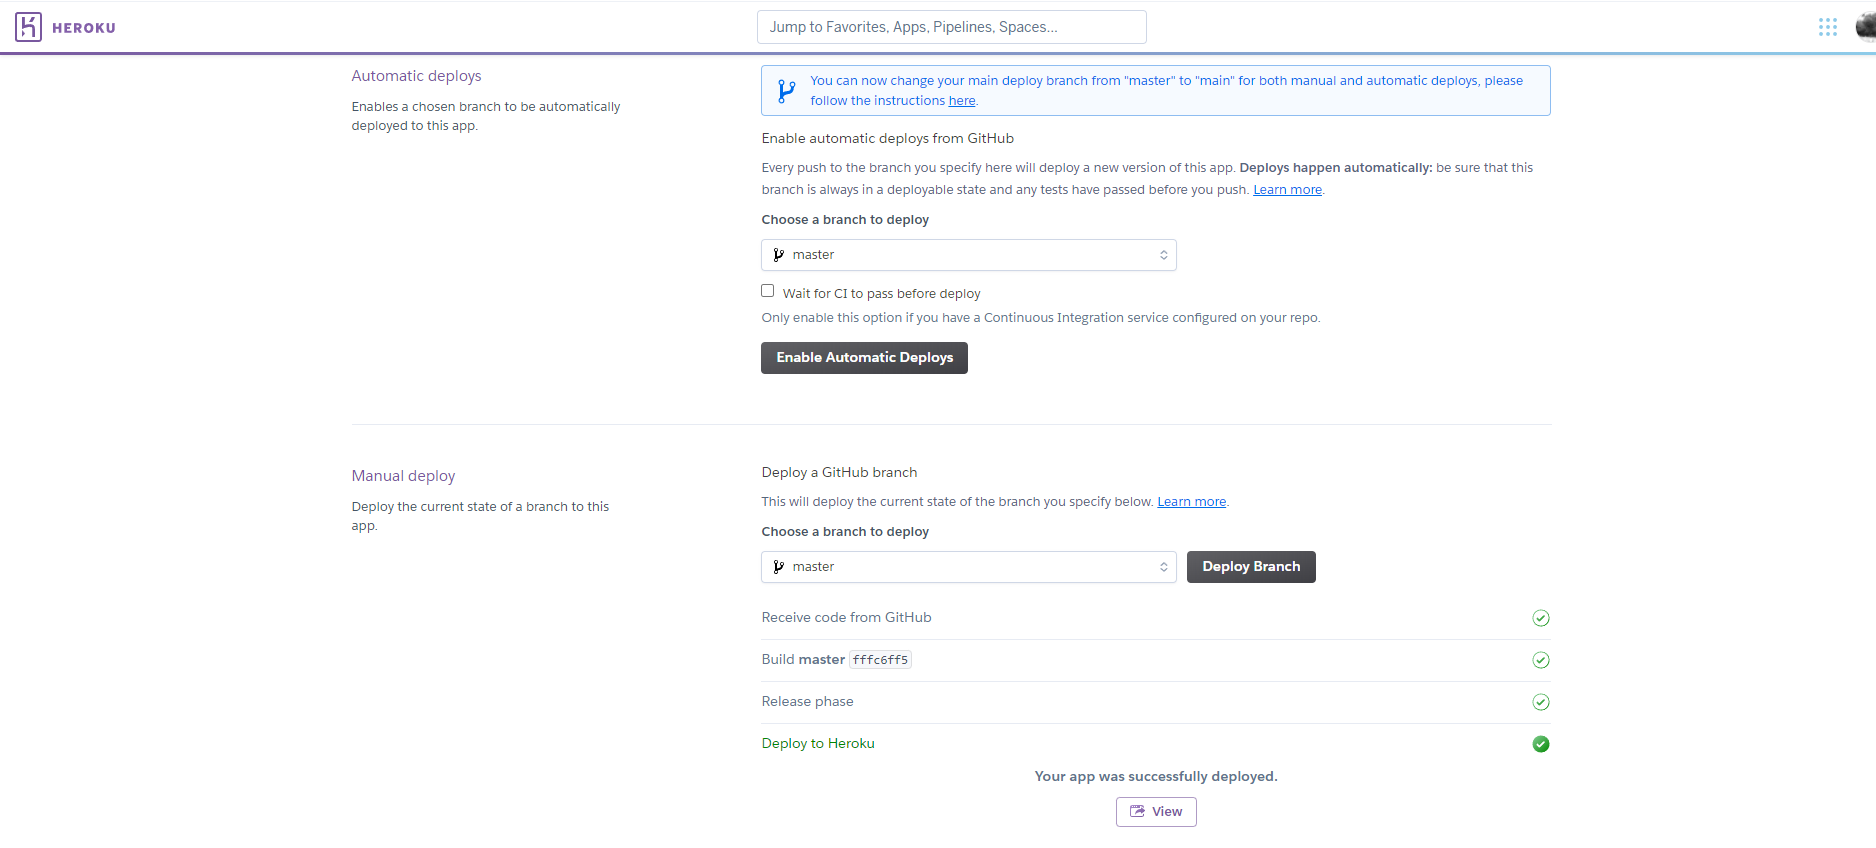 HEROKU
Jump to Favorites, Apps, Pipelines, Spaces...
Automatic deploys
Enables a chosen branch to be automatically
deployed to this app.
You can now change your main deploy branch from "master" to "main" for both manual and automatic deploys, please
follow the instructions here.
Enable automatic deploys from GitHub
Every push to the branch you specify here will deploy a new version of this app. Deploys happen automatically: be sure that this
branch is always in a deployable state and any tests have passed before you push. Learn more.
Choose a branch to deploy
master
Wait for CI to pass before deploy
Only enable this option if you have a Continuous Integration service configured on your repo.
Enable Automatic Deploys
Manual deploy
Deploy the current state of a branch to this
app.
Deploy a GitHub branch
This will deploy the current state of the branch you specify below. Learn more.
Choose a branch to deploy
master
Deploy Branch
Receive code from GitHub
Build master fffc6ff5
Release phase
Deploy to Heroku
Your app was successfully deployed.
View